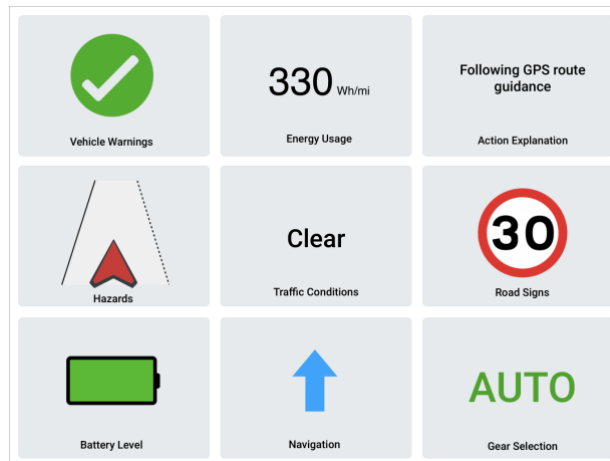 Vehicle Warnings
330 Wh/mi
Energy Usage
Following GPS route
guidance
Action Explanation
Hazards
Clear
Traffic Conditions
30
Road Signs
Battery Level
Navigation
AUTO
Gear Selection